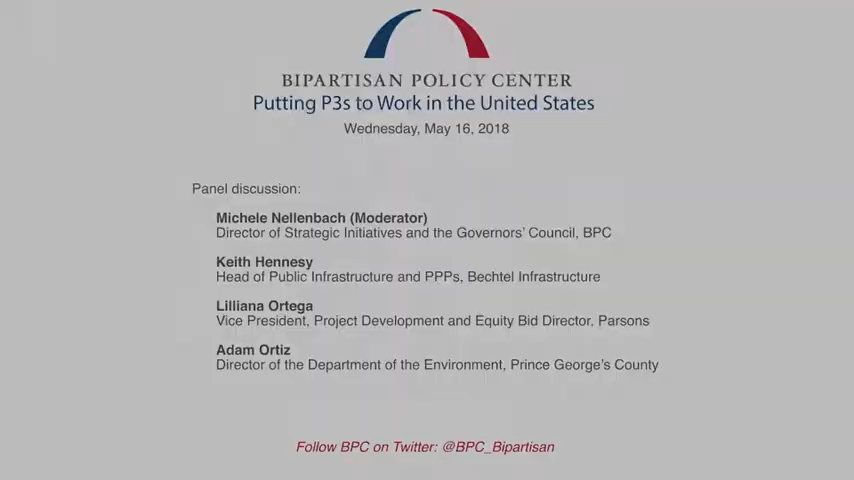 BIPARTISAN POLICY CENTER
Putting P3s to Work in the United States
Wednesday, May 16, 2018
Panel discussion:
Michele Nellenbach (Moderator)
Director of Strategic Initiatives and the Governors' Council, BPC
Keith Hennesy
Head of Public Infrastructure and PPPs, Bechtel Infrastructure
Lilliana Ortega
Vice President, Project Development and Equity Bid Director, Parsons
Adam Ortiz
Director of the Department of the Environment, Prince George's County
Follow BPC on Twitter: @BPC_Bipartisan